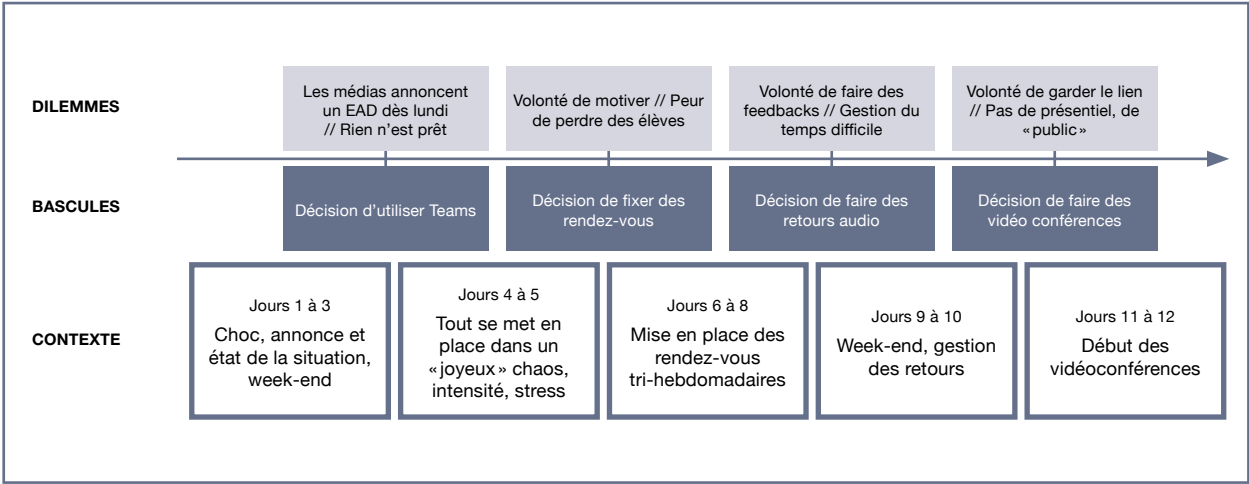 DILEMMES
Les médias annoncent
un EAD dès lundi
// Rien n’est prêt
Volonté de motiver // Peur
de perdre des élèves
Volonté de faire des
feedbacks // Gestion du
temps difficile
Volonté de garder le lien
// Pas de présentiel, de
«public»
BASCULES
Décision d’utiliser Teams
Décision de fixer des
rendez-vous
Décision de faire des
retours audio
Décision de faire des
vidéo conférences
CONTEXTE
Jours 1 à 3
Choc, annonce et
état de la situation,
week-end
Jours 4 à 5
Tout se met en
place dans un
«joyeux» chaos,
intensité, stress
Jours 6 à 8
Mise en place des
rendez-vous
tri-hebdomadaires
Jours 9 à 10
Week-end, gestion
des retours
Jours 11 à 12
Début des
vidéoconférences